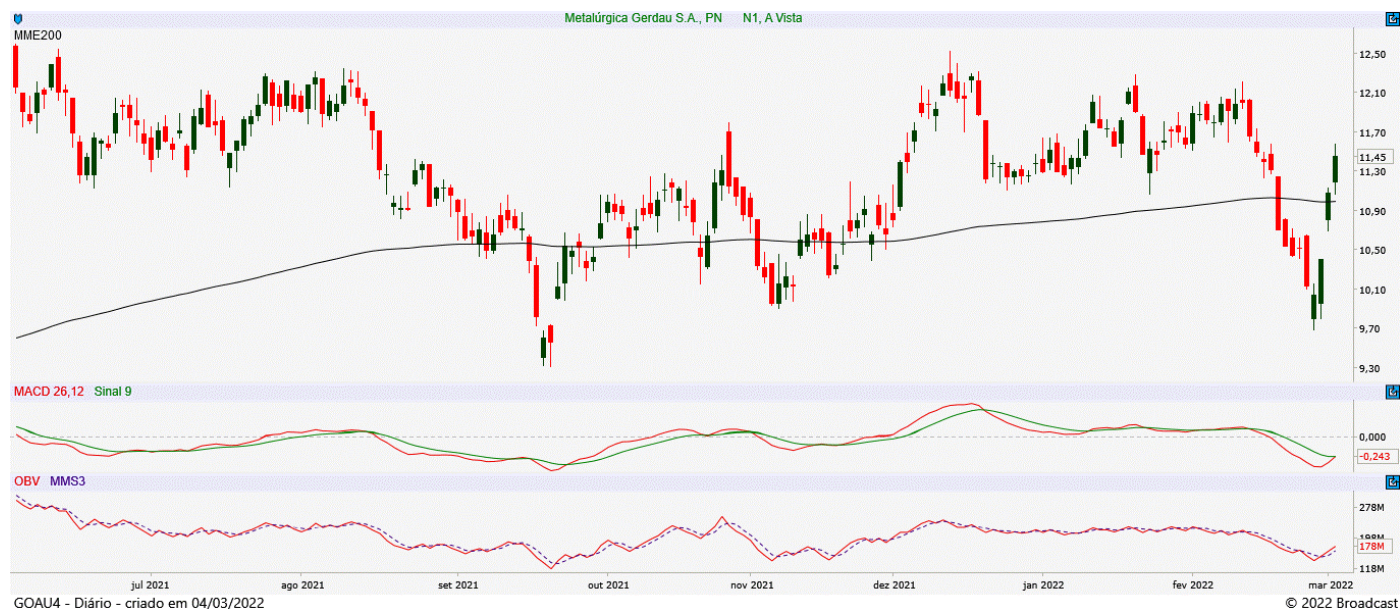 Metalúrgica Gerdau S.A., PN N1, A Vista
MME200
12,50
12,10
11,70
11,45
11,30
10,90
10,50
10,10
9,70
9,30
MACD 26,12 Sinal 9
0,000
-0,243
OBV MMS3
278M
198M
178M
118M
jul 2021 ago 2021 set 2021 out 2021 nov 2021 dez 2021 jan 2022 fev 2022 mar 2022
GOAU4 - Diário - criado em 04/03/2022 © 2022 Broadcast